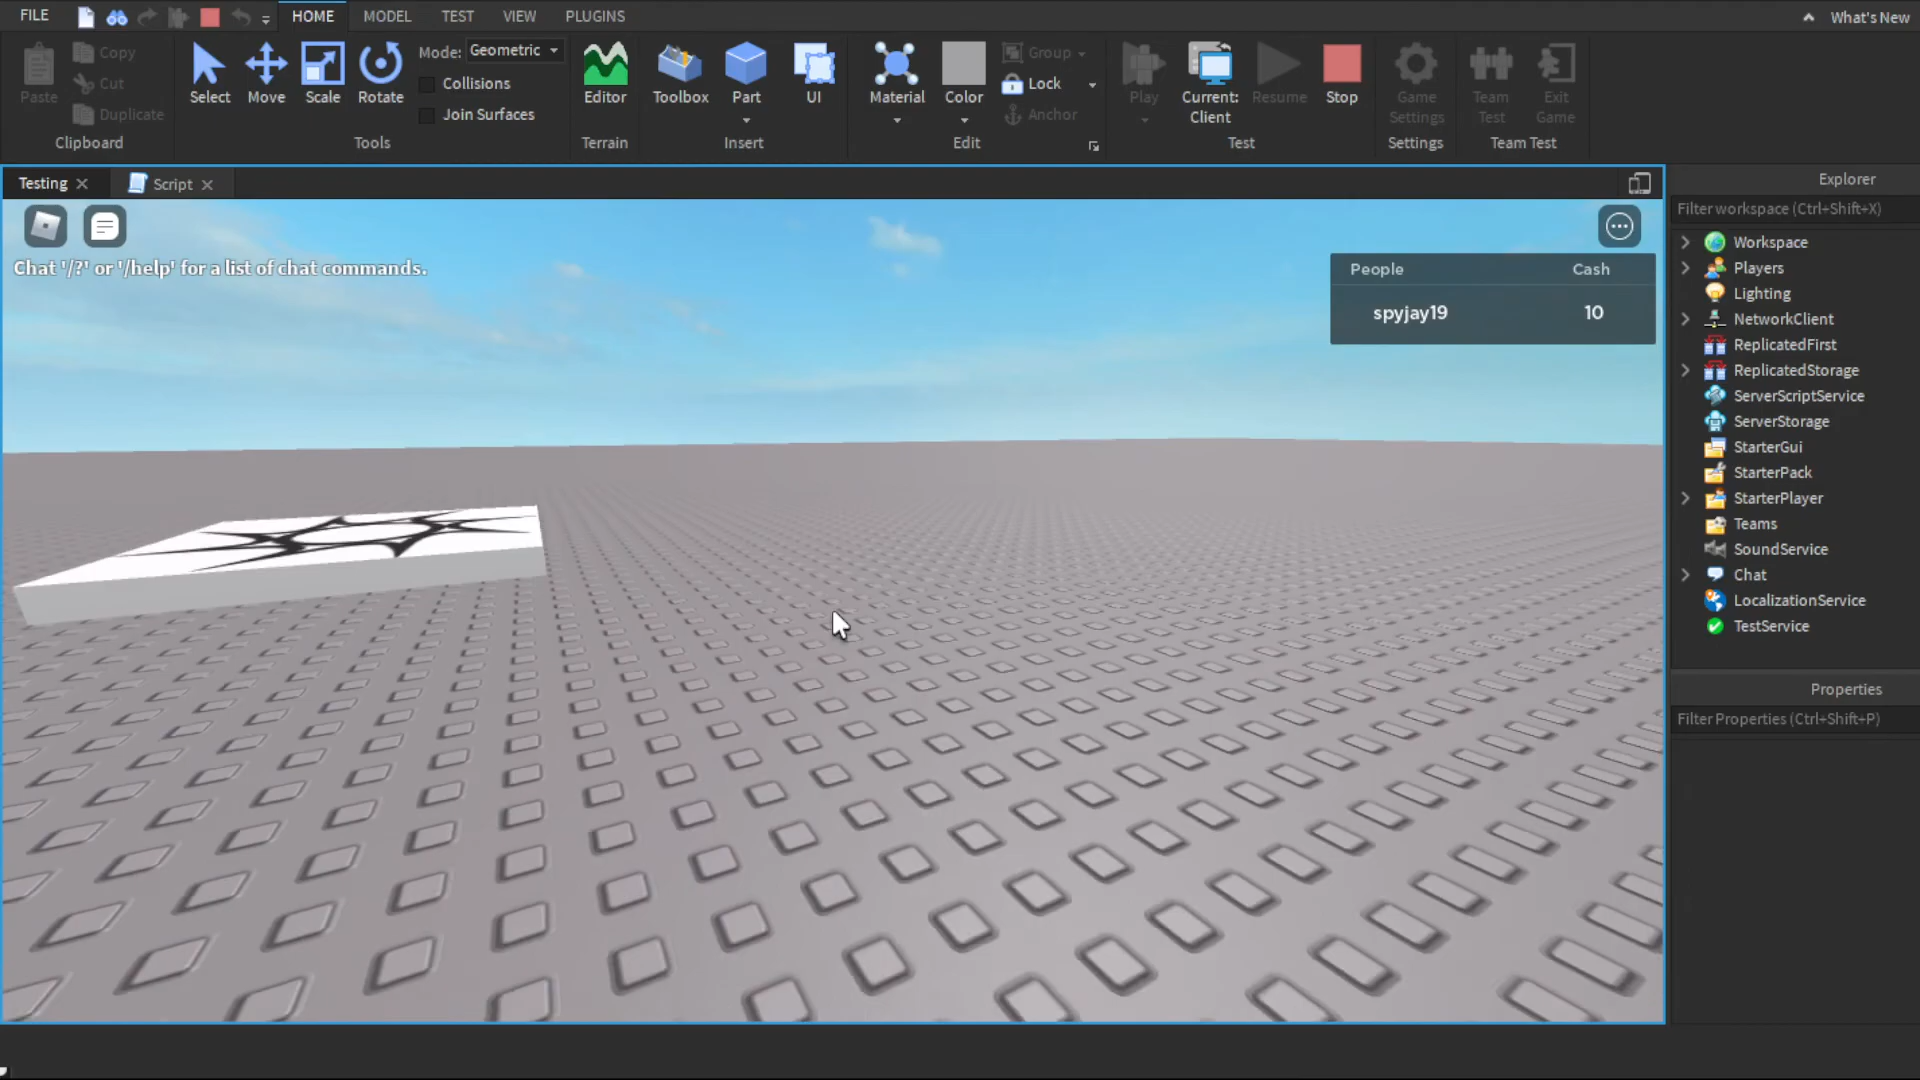 FILE
HOME
MODEL
TEST
VIEW
PLUGINS
What's New
Paste
Copy
Cut
Duplicate
Clipboard
Select
Move
Scale
Rotate
Mode: Geometric
Collisions
Join Surfaces
Tools
Editor
Terrain
Toolbox
Part
UI
Insert
Material
Color
Group
Lock
Anchor
Edit
Play
Current:
Client
Resume
Stop
Test
Game
Settings
Settings
Team
Test
Exit
Game
Team Test
Testing
Script
Chat '/?' or '/help' for a list of chat commands.
People Cash
spyjay19 10
Explorer
Filter workspace (Ctrl+Shift+X)
Workspace
Players
Lighting
NetworkClient
ReplicatedFirst
ReplicatedStorage
ServerScriptService
ServerStorage
StarterGui
StarterPack
StarterPlayer
Teams
SoundService
Chat
LocalizationService
TestService
Properties
Filter Properties (Ctrl+Shift+P)